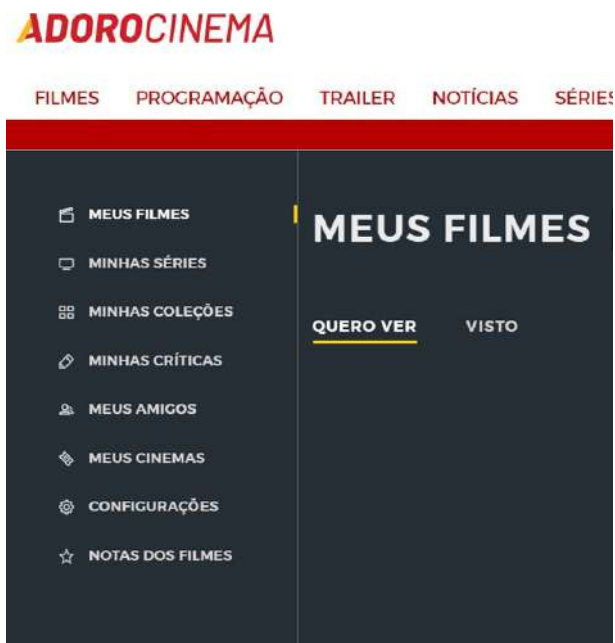 ADOROCINEMA
FILMES PROGRAMAÇÃO TRAILER NOTÍCIAS SÉRIES
MEUS FILMES
MINHAS SÉRIES
MINHAS COLEÇÕES
MINHAS CRÍTICAS
MEUS AMIGOS
MEUS CINEMAS
CONFIGURAÇÕES
NOTAS DOS FILMES
MEUS FILMES
QUERO VER VISTO